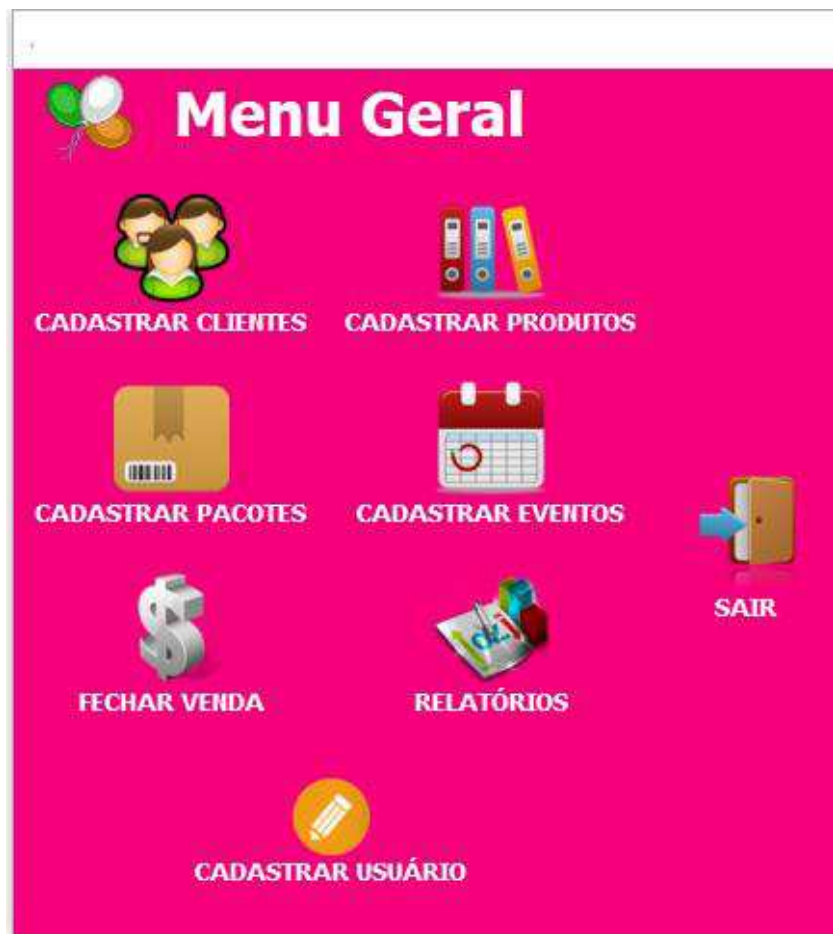 Menu Geral
CADASTRAR CLIENTES
CADASTRAR PRODUTOS
CADASTRAR PACOTES
CADASTRAR EVENTOS
SAIR
FECHAR VENDA
RELATÓRIOS
CADASTRAR USUÁRIO